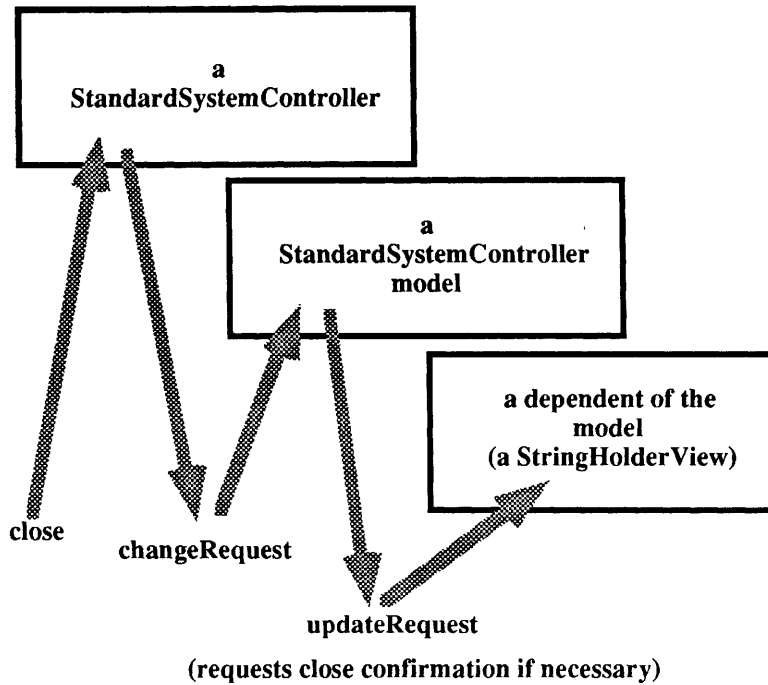 a
StandardSystemController
a
StandardSystemController
model
a dependent of the
model
(a StringHolderView)
close
changeRequest
updateRequest
(requests close confirmation if necessary)